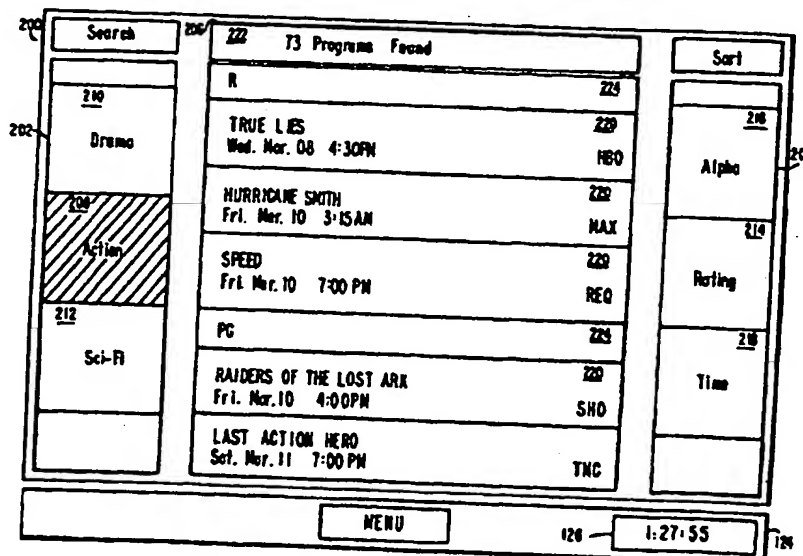 200
Search
206
222 73 Programs Found
Sort
R 224
202
210
Drama
TRUE LIES 220
Wed. Mar. 08 4:30PM HBO
216
Alpha
208
Action
HURRICANE SMITH 220
Fri. Mar. 10 3:15AM MAX
214
Rating
SPEED 220
Fri. Mar. 10 7:00 PM REQ
212
Sci-Fi
PG 224
218
Time
RAIDERS OF THE LOST ARK 220
Fri. Mar. 10 4:00PM SHO
LAST ACTION HERO
Sat. Mar. 11 7:00 PM TMC
MENU
126
1:27:55